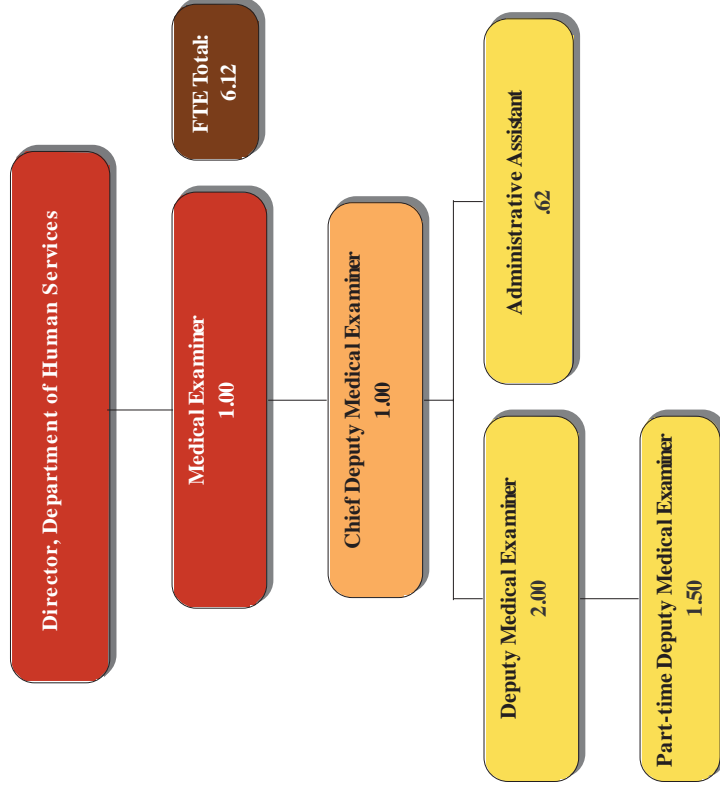 Director, Department of Human Services
Medical Examiner
1.00
FTE Total:
6.12
Chief Deputy Medical Examiner
1.00
Deputy Medical Examiner
2.00
Administrative Assistant
.62
Part-time Deputy Medical Examiner
1.50